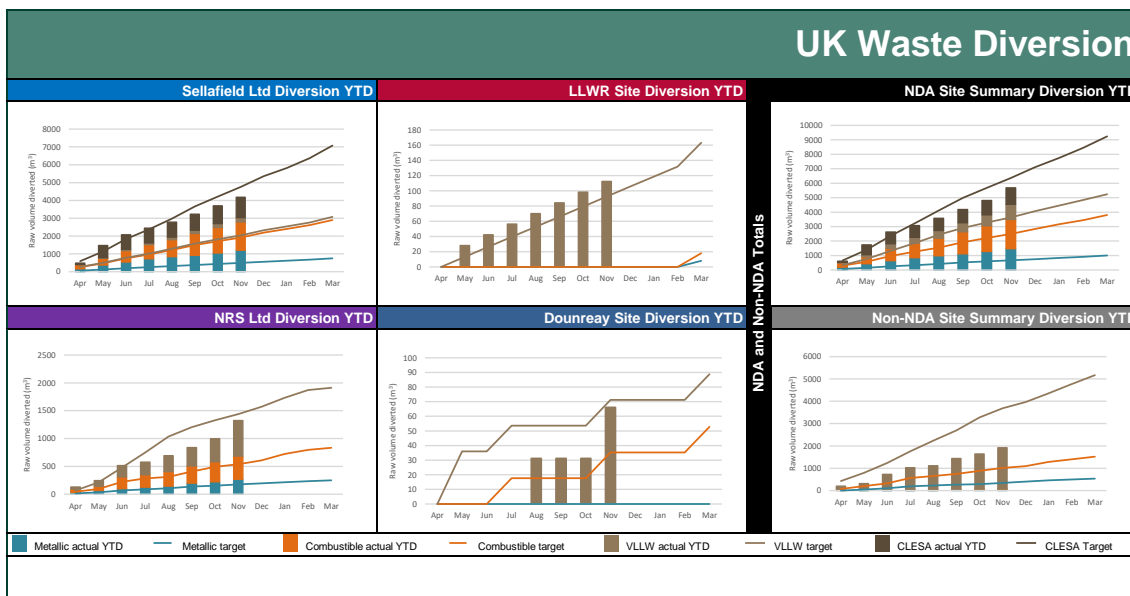 UK Waste Diversion
Sellafield Ltd Diversion YTD
Raw volume diverted (m³)
8000
7000
6000
5000
4000
3000
2000
1000
0
Apr May Jun Jul Aug Sep Oct Nov Dec Jan Feb Mar
LLWR Site Diversion YTD
Raw volume diverted (m³)
180
160
140
120
100
80
60
40
20
0
Apr May Jun Jul Aug Sep Oct Nov Dec Jan Feb Mar
NDA and Non-NDA Totals
NDA Site Summary Diversion YTD
Raw volume diverted (m³)
10000
9000
8000
7000
6000
5000
4000
3000
2000
1000
0
Apr May Jun Jul Aug Sep Oct Nov Dec Jan Feb Mar
NRS Ltd Diversion YTD
Raw volume diverted (m³)
2500
2000
1500
1000
500
0
Apr May Jun Jul Aug Sep Oct Nov Dec Jan Feb Mar
Dounreay Site Diversion YTD
Raw volume diverted (m³)
100
90
80
70
60
50
40
30
20
10
0
Apr May Jun Jul Aug Sep Oct Nov Dec Jan Feb Mar
Non-NDA Site Summary Diversion YTD
Raw volume diverted (m³)
6000
5000
4000
3000
2000
1000
0
Apr May Jun Jul Aug Sep Oct Nov Dec Jan Feb Mar
Metallic actual YTD Metallic target Combustible actual YTD Combustible target VLLW actual YTD VLLW target CLESA actual YTD CLESA Target